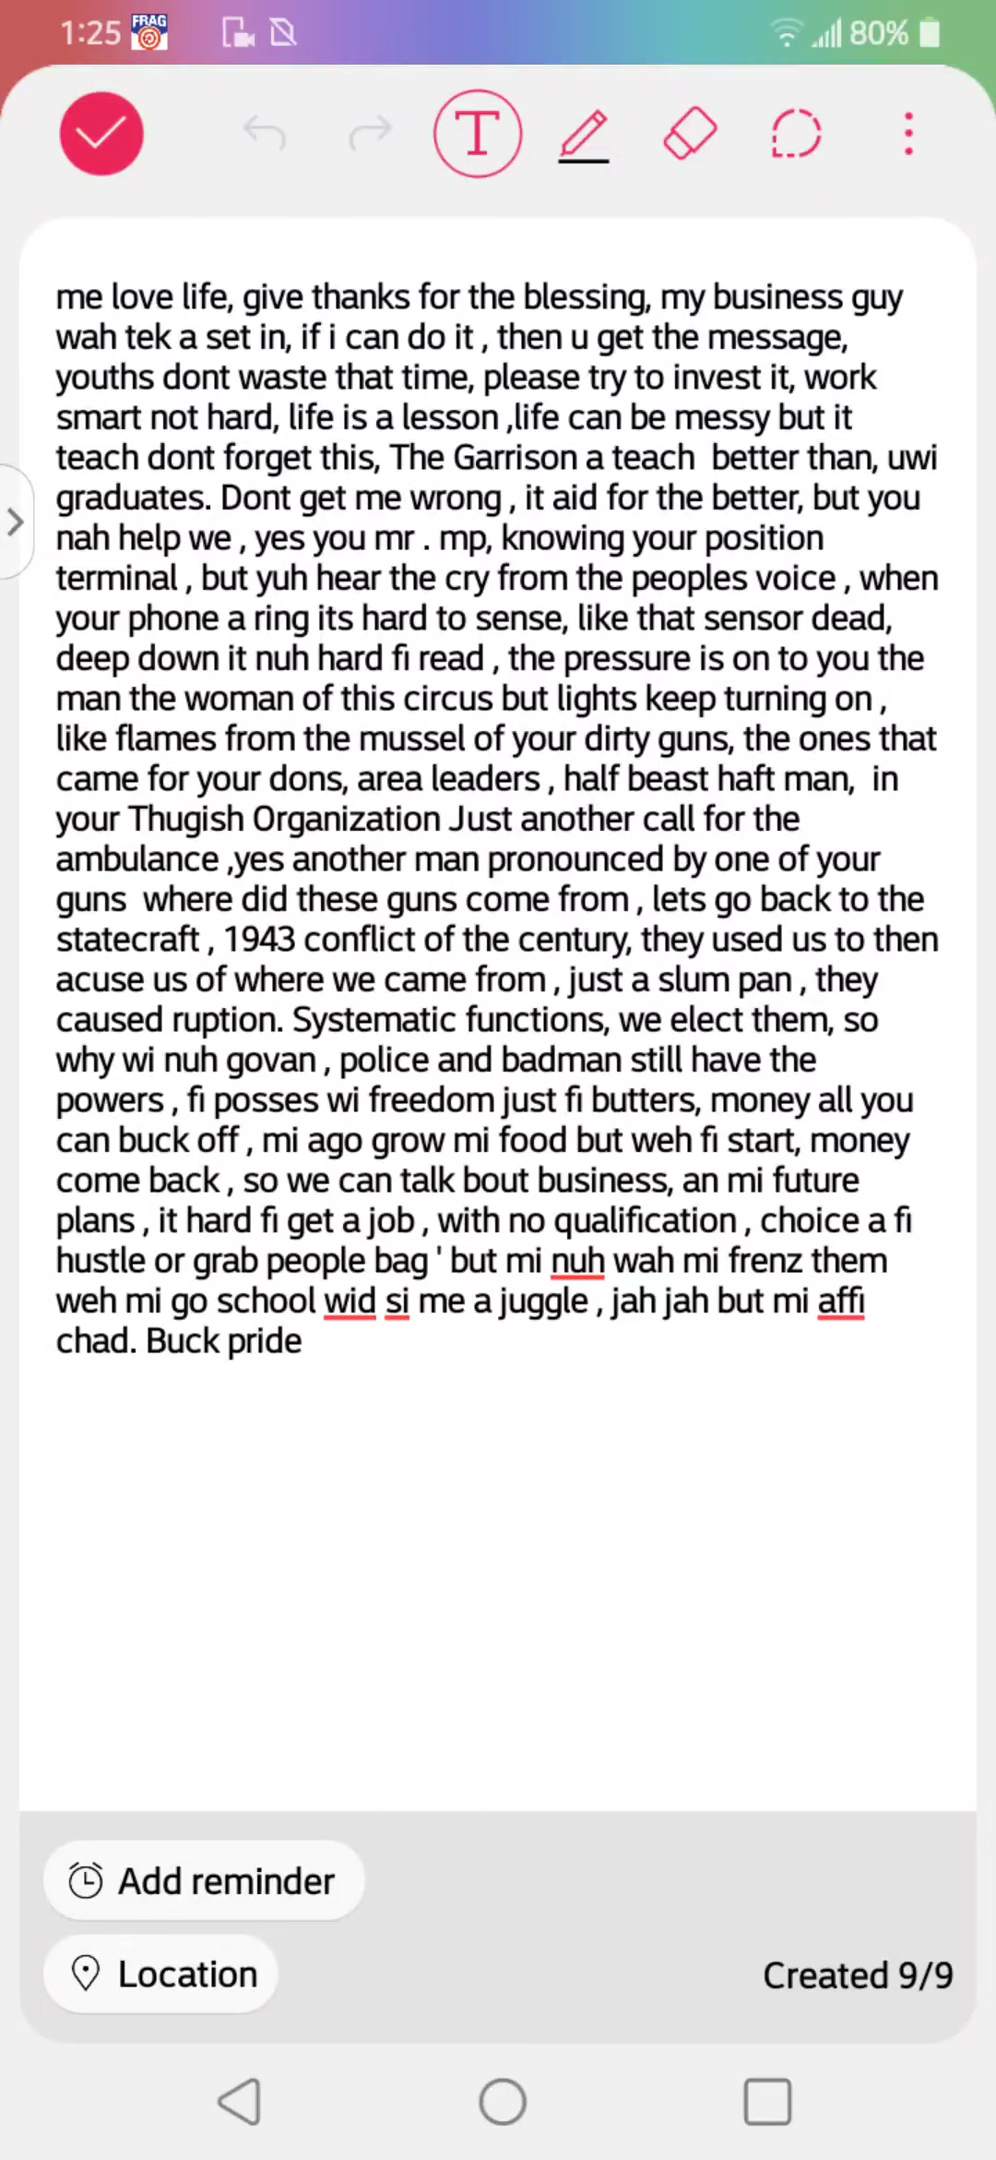 1:25 FRAG 80%
T
me love life, give thanks for the blessing, my business guy
wah tek a set in, if i can do it , then u get the message,
youths dont waste that time, please try to invest it, work
smart not hard, life is a lesson ,life can be messy but it
teach dont forget this, The Garrison a teach  better than, uwi
graduates. Dont get me wrong , it aid for the better, but you
nah help we , yes you mr . mp, knowing your position
terminal , but yuh hear the cry from the peoples voice , when
your phone a ring its hard to sense, like that sensor dead,
deep down it nuh hard fi read , the pressure is on to you the
man the woman of this circus but lights keep turning on ,
like flames from the mussel of your dirty guns, the ones that
came for your dons, area leaders , half beast haft man,  in
your Thugish Organization Just another call for the
ambulance ,yes another man pronounced by one of your
guns  where did these guns come from , lets go back to the
statecraft , 1943 conflict of the century, they used us to then
acuse us of where we came from , just a slum pan , they
caused ruption. Systematic functions, we elect them, so
why wi nuh govan , police and badman still have the
powers , fi posses wi freedom just fi butters, money all you
can buck off , mi ago grow mi food but weh fi start, money
come back , so we can talk bout business, an mi future
plans , it hard fi get a job , with no qualification , choice a fi
hustle or grab people bag ' but mi nuh wah mi frenz them
weh mi go school wid si me a juggle , jah jah but mi affi
chad. Buck pride
Add reminder
Location
Created 9/9